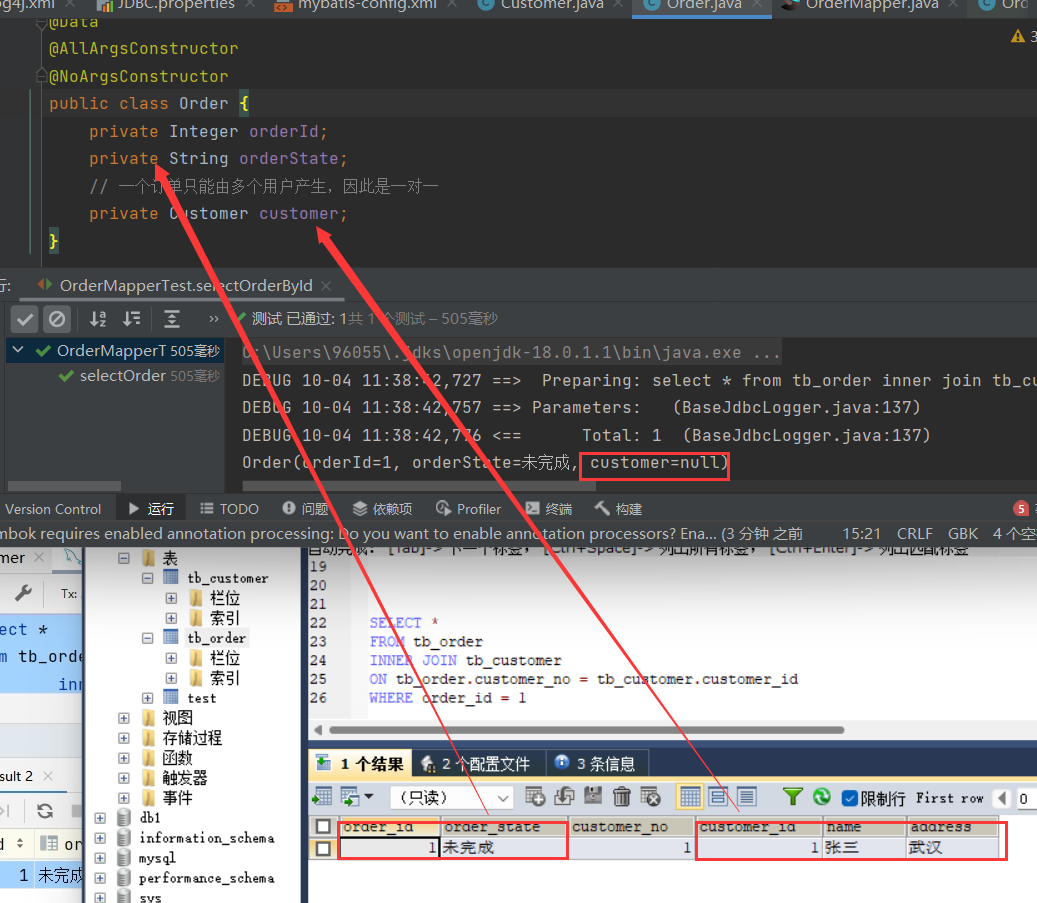 og4j.xml JDBC.properties mybatis-config.xml Customer.java Order.java OrderMapper.java Ord
@Data
@AllArgsConstructor
@NoArgsConstructor
public class Order {
private Integer orderId;
private String orderState;
// 一个订单只能由多个用户产生，因此是一对一
private Customer customer;
}
3
行: OrderMapperTest.selectOrderById
» 测试 已通过: 1共 1 个测试 – 505毫秒
OrderMapperT 505毫秒
selectOrder 505毫秒
C:\Users\96055\.jdks\openjdk-18.0.1.1\bin\java.exe ...
DEBUG 10-04 11:38:42,727 ==>  Preparing: select * from tb_order inner join tb_cu
DEBUG 10-04 11:38:42,757 ==> Parameters:   (BaseJdbcLogger.java:137)
DEBUG 10-04 11:38:42,776 <==      Total: 1  (BaseJdbcLogger.java:137)
Order(orderId=1, orderState=未完成, customer=null)
Version Control 运行 TODO 问题 依赖项 Profiler 终端 构建 5
mbok requires enabled annotation processing: Do you want to enable annotation processors? Ena... (3 分钟 之前 15:21 CRLF GBK 4 个空
mer
Tx:
ect *
m tb_orde
inn
sult 2
d
or
1 未完成
表
tb_customer
栏位
索引
tb_order
栏位
索引
test
视图
存储过程
函数
触发器
事件
db1
information_schema
mysql
performance_schema
sys
自动完成: [Tab]-> 下一个标签, [Ctrl+Space]-> 列出所有标签, [Ctrl+Enter]-> 列出匹配标签
19
20
21
22 SELECT *
23 FROM tb_order
24 INNER JOIN tb_customer
25 ON tb_order.customer_no = tb_customer.customer_id
26 WHERE order_id = 1
1 个结果 2 个配置文件 3 条信息
(只读) 限制行 First row 0
order_id order_state customer_no customer_id name address
1 未完成 1 1 张三 武汉